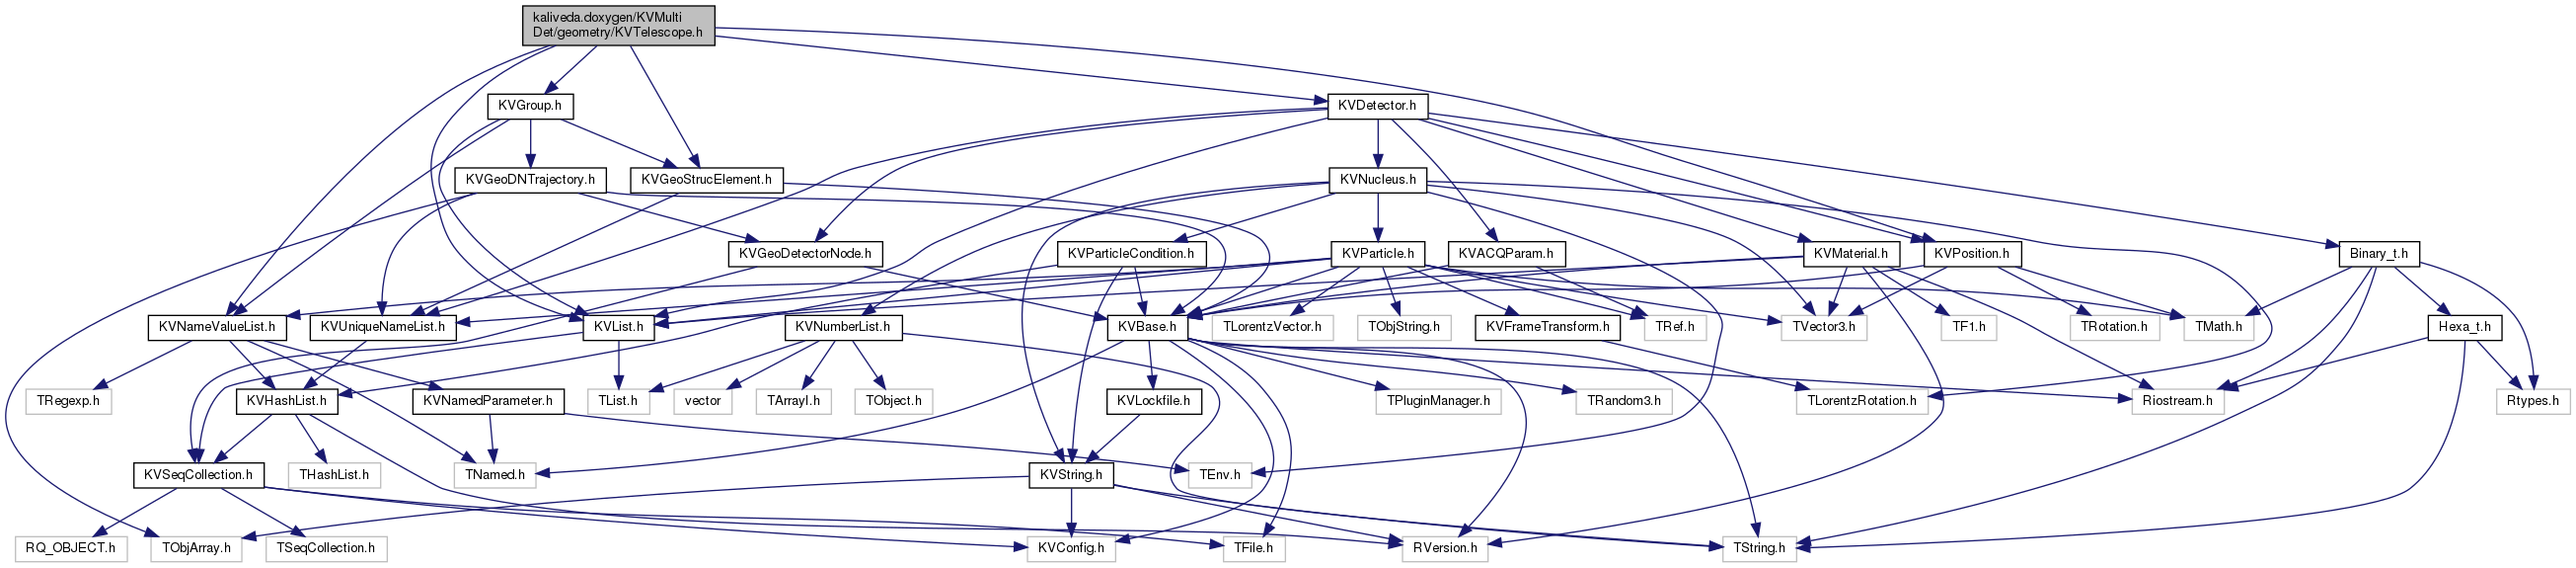 kaliveda.doxygen/KVMulti
Det/geometry/KVTelescope.h
KVGroup.h
KVDetector.h
KVGeoDNTrajectory.h
KVGeoStrucElement.h
KVNucleus.h
KVGeoDetectorNode.h
KVParticleCondition.h
KVParticle.h
KVACQParam.h
KVMaterial.h
KVPosition.h
Binary_t.h
KVNameValueList.h
KVUniqueNameList.h
KVList.h
KVNumberList.h
KVBase.h
TLorentzVector.h
TObjString.h
KVFrameTransform.h
TRef.h
TVector3.h
TF1.h
TRotation.h
TMath.h
Hexa_t.h
TRegexp.h
KVHashList.h
KVNamedParameter.h
TList.h
vector
TArrayI.h
TObject.h
KVLockfile.h
TPluginManager.h
TRandom3.h
TLorentzRotation.h
Riostream.h
Rtypes.h
KVSeqCollection.h
THashList.h
TNamed.h
KVString.h
TEnv.h
RQ_OBJECT.h
TObjArray.h
TSeqCollection.h
KVConfig.h
TFile.h
RVersion.h
TString.h